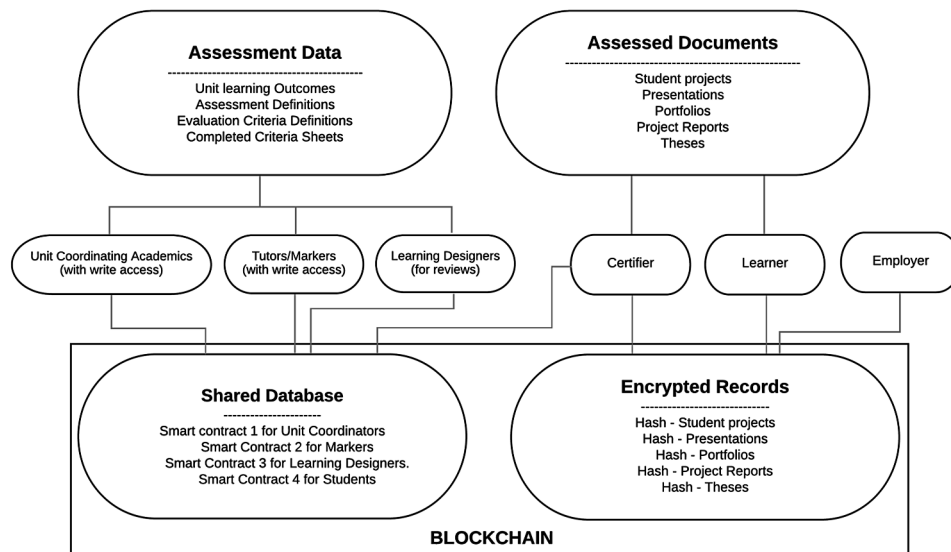 Assessment Data
-------------------------------------------
Unit learning Outcomes
Assessment Definitions
Evaluation Criteria Definitions
Completed Criteria Sheets
Assessed Documents
----------------------------------------------------
Student projects
Presentations
Portfolios
Project Reports
Theses
Unit Coordinating Academics
(with write access)
Tutors/Markers
(with write access)
Learning Designers
(for reviews)
Certifier
Learner
Employer
Shared Database
----------------------
Smart contract 1 for Unit Coordinators
Smart Contract 2 for Markers
Smart Contract 3 for Learning Designers.
Smart Contract 4 for Students
Encrypted Records
-----------------------------
Hash - Student projects
Hash - Presentations
Hash - Portfolios
Hash - Project Reports
Hash - Theses
BLOCKCHAIN